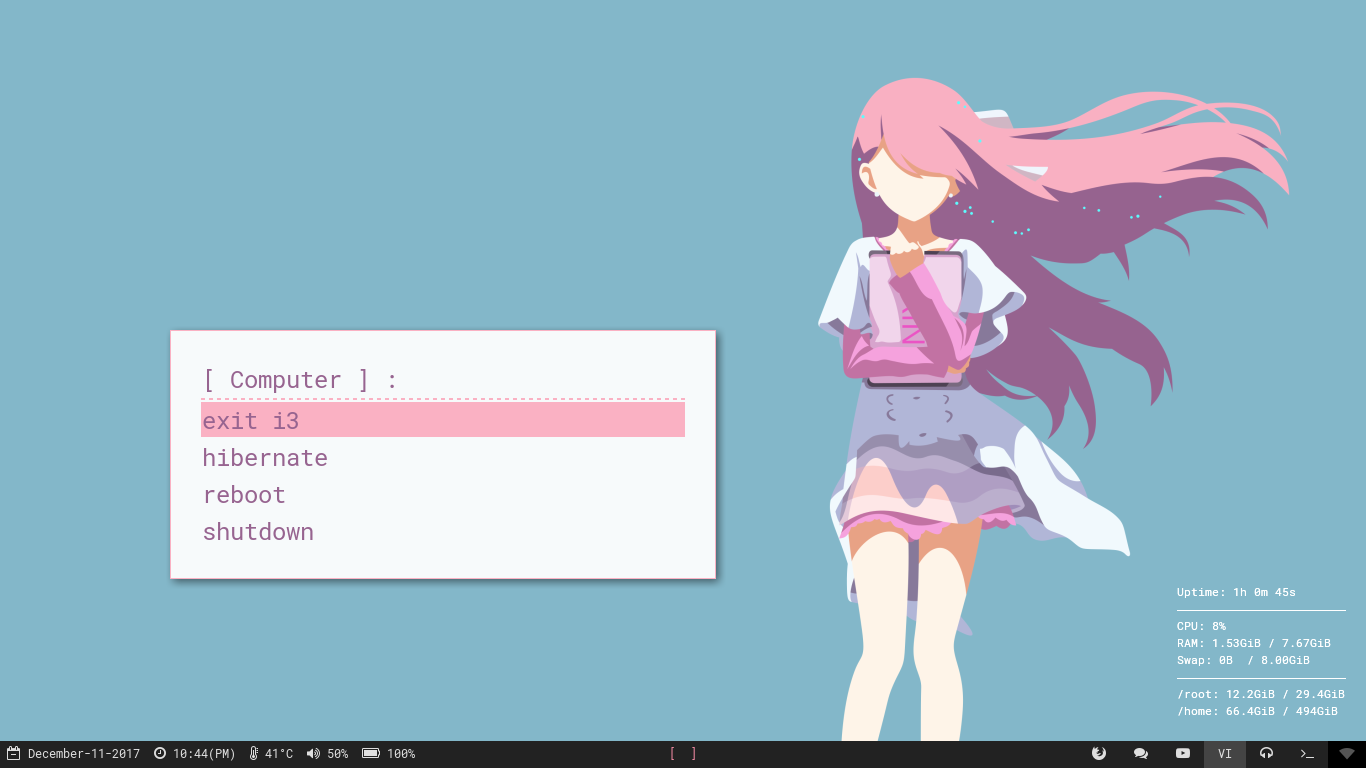 [ Computer ] :
exit i3
hibernate
reboot
shutdown
Uptime: 1h 0m 45s
CPU: 8%
RAM: 1.53GiB / 7.67GiB
Swap: 0B  / 8.00GiB
/root: 12.2GiB / 29.4GiB
/home: 66.4GiB / 494GiB
December-11-2017 10:44(PM) 41°C 50% 100% [ ] VI